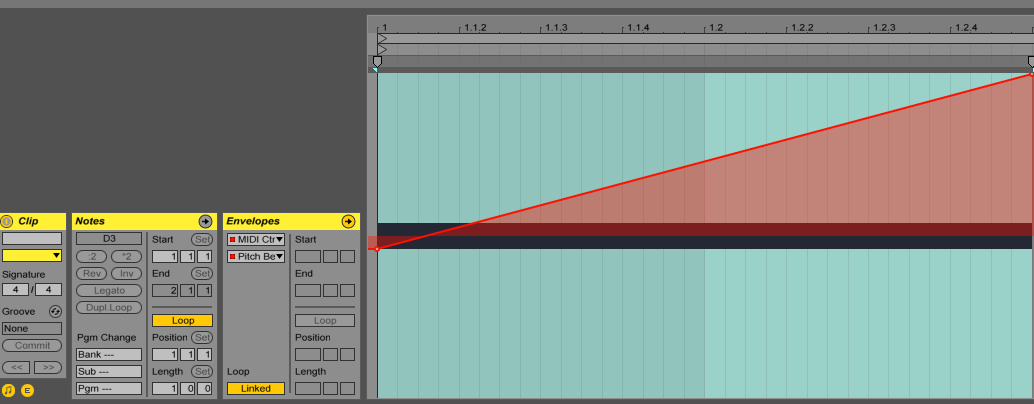 1 1.1.2 1.1.3 1.1.4 1.2 1.2.2 1.2.3 1.2.4
Clip
Signature
4 / 4
Groove
None
Commit
<< >>
E
Notes
D3
:2 *2
Rev Inv
Legato
Dupl.Loop
Pgm Change
Bank ---
Sub ---
Pgm ---
Start Set
1 1 1
End Set
2 1 1
Loop
Position Set
1 1 1
Length Set
1 0 0
Envelopes
MIDI Ctr
Pitch Be
Loop
Linked
Start
End
Loop
Position
Length